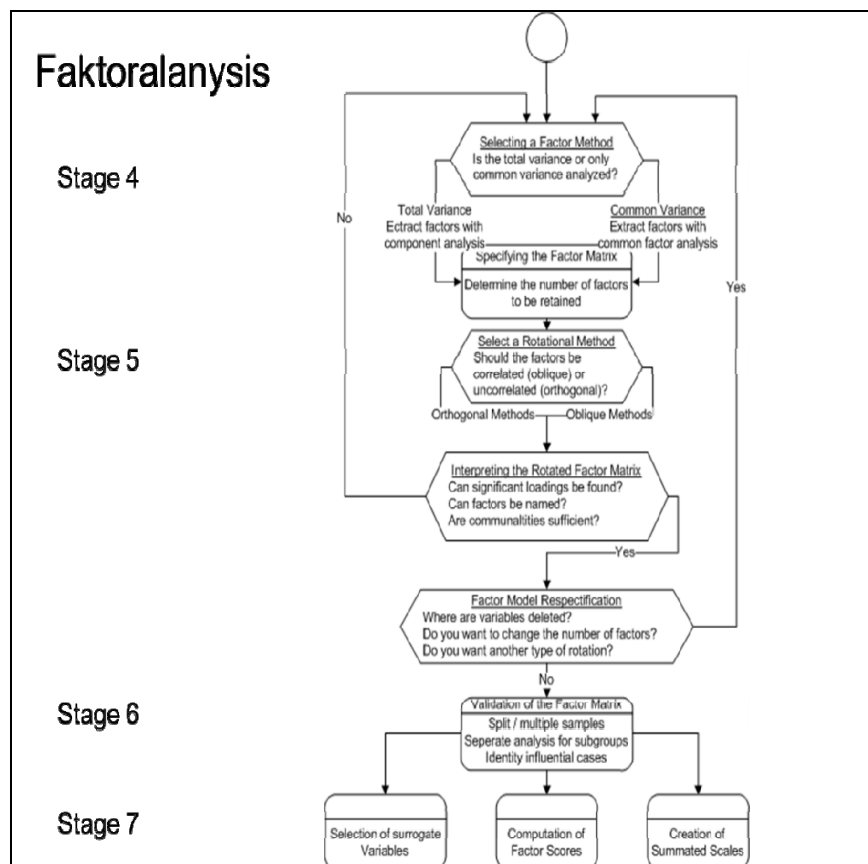 Faktoralanysis
Stage 4
Selecting a Factor Method
Is the total variance or only
common variance analyzed?
No
Total Variance
Ectract factors with
component analysis
Common Variance
Extract factors with
common factor analysis
Yes
Specifying the Factor Matrix
Determine the number of factors
to be retained
Stage 5
Select a Rotational Method
Should the factors be
correlated (oblique) or
uncorrelated (orthogonal)?
Orthogonal Methods
Oblique Methods
Interpreting the Rotated Factor Matrix
Can significant loadings be found?
Can factors be named?
Are communaltities sufficient?
Yes
Factor Model Respectification
Where are variables deleted?
Do you want to change the number of factors?
Do you want another type of rotation?
No
Stage 6
Validation of the Factor Matrix
Split / multiple samples
Seperate analysis for subgroups
Identity influential cases
Stage 7
Selection of surrogate
Variables
Computation of
Factor Scores
Creation of
Summated Scales